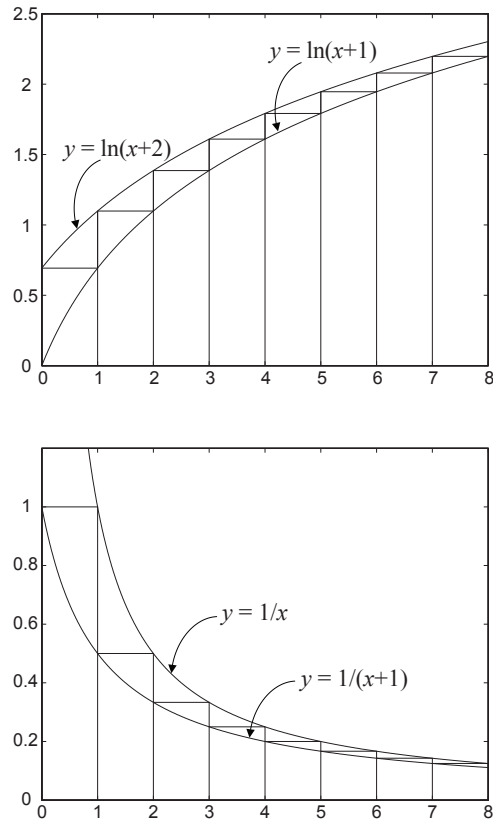 2.5
2
1.5
1
0.5
0
y = ln(x+1)
y = ln(x+2)
0 1 2 3 4 5 6 7 8
1
0.8
0.6
0.4
0.2
0
y = 1/x
y = 1/(x+1)
0 1 2 3 4 5 6 7 8